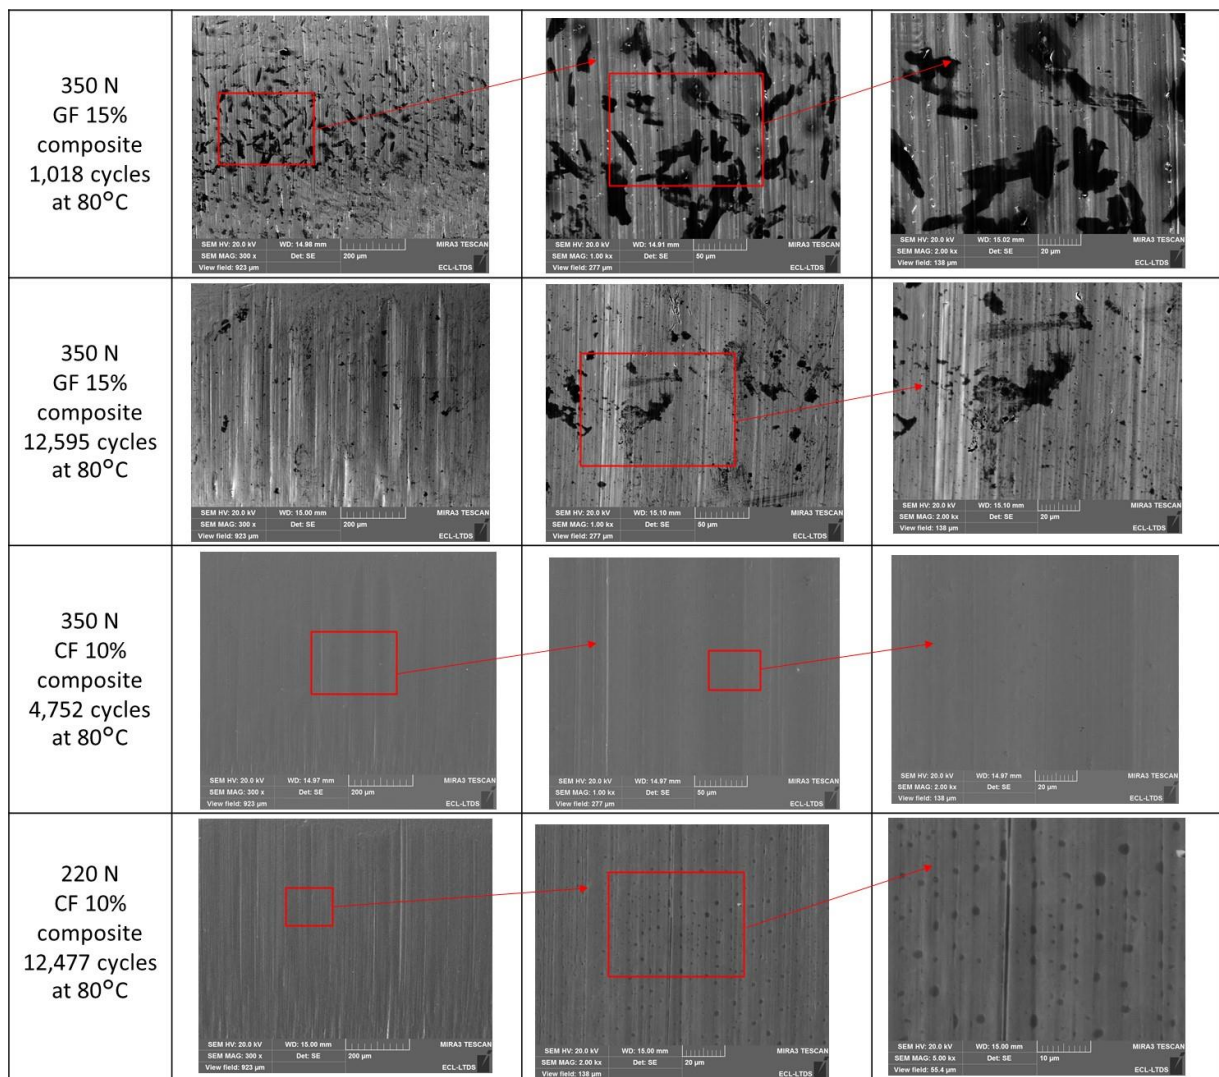 350 N
GF 15%
composite
1,018 cycles
at 80°C
SEM HV: 20.0 kV WD: 14.98 mm MIRA3 TESCAN
SEM MAG: 300 x Det: SE 200 µm
View field: 923 µm ECL-LTDS
SEM HV: 20.0 kV WD: 14.91 mm MIRA3 TESCAN
SEM MAG: 1.00 kx Det: SE 50 µm
View field: 277 µm ECL-LTDS
SEM HV: 20.0 kV WD: 15.02 mm MIRA3 TESCAN
SEM MAG: 2.00 kx Det: SE 20 µm
View field: 138 µm ECL-LTDS
350 N
GF 15%
composite
12,595 cycles
at 80°C
SEM HV: 20.0 kV WD: 15.00 mm MIRA3 TESCAN
SEM MAG: 300 x Det: SE 200 µm
View field: 923 µm ECL-LTDS
SEM HV: 20.0 kV WD: 15.10 mm MIRA3 TESCAN
SEM MAG: 1.00 kx Det: SE 50 µm
View field: 277 µm ECL-LTDS
SEM HV: 20.0 kV WD: 15.10 mm MIRA3 TESCAN
SEM MAG: 2.00 kx Det: SE 20 µm
View field: 138 µm ECL-LTDS
350 N
CF 10%
composite
4,752 cycles
at 80°C
SEM HV: 20.0 kV WD: 14.97 mm MIRA3 TESCAN
SEM MAG: 300 x Det: SE 200 µm
View field: 923 µm ECL-LTDS
SEM HV: 20.0 kV WD: 14.97 mm MIRA3 TESCAN
SEM MAG: 1.00 kx Det: SE 50 µm
View field: 277 µm ECL-LTDS
SEM HV: 20.0 kV WD: 14.97 mm MIRA3 TESCAN
SEM MAG: 2.00 kx Det: SE 20 µm
View field: 138 µm ECL-LTDS
220 N
CF 10%
composite
12,477 cycles
at 80°C
SEM HV: 20.0 kV WD: 15.00 mm MIRA3 TESCAN
SEM MAG: 300 x Det: SE 200 µm
View field: 923 µm ECL-LTDS
SEM HV: 20.0 kV WD: 15.00 mm MIRA3 TESCAN
SEM MAG: 2.00 kx Det: SE 20 µm
View field: 138 µm ECL-LTDS
SEM HV: 20.0 kV WD: 15.00 mm MIRA3 TESCAN
SEM MAG: 5.00 kx Det: SE 10 µm
View field: 55.4 µm ECL-LTDS